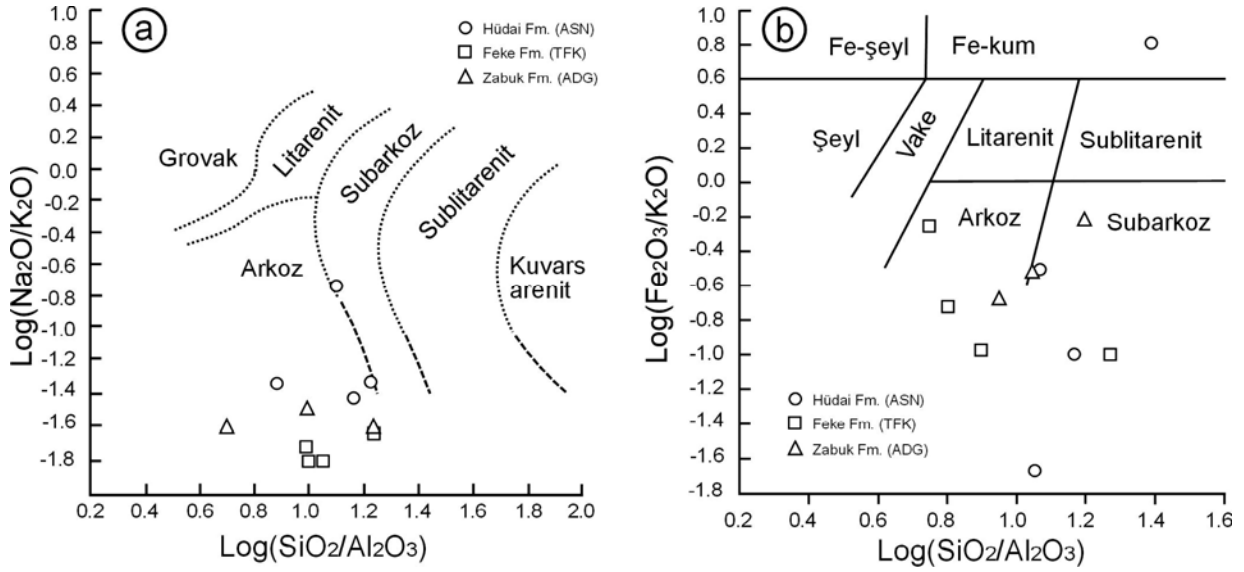 a
Hüdai Fm. (ASN)
Feke Fm. (TFK)
Zabuk Fm. (ADG)
Log(Na2O/K2O)
1.0
0.8
0.6
0.4
0.2
0.0
-0.2
-0.4
-0.6
-0.8
-1.0
-1.2
-1.4
-1.6
-1.8
Grovak
Litarenit
Subarkoz
Sublitarenit
Arkoz
Kuvars
arenit
0.2 0.4 0.6 0.8 1.0 1.2 1.4 1.6 1.8 2.0
Log(SiO2/Al2O3)
b
Log(Fe2O3/K2O)
1.0
0.8
0.6
0.4
0.2
0.0
-0.2
-0.4
-0.6
-0.8
-1.0
-1.2
-1.4
-1.6
-1.8
Fe-şeyl
Fe-kum
Şeyl
Vake
Litarenit
Sublitarenit
Arkoz
Subarkoz
Hüdai Fm. (ASN)
Feke Fm. (TFK)
Zabuk Fm. (ADG)
0.2 0.4 0.6 0.8 1.0 1.2 1.4 1.6
Log(SiO2/Al2O3)